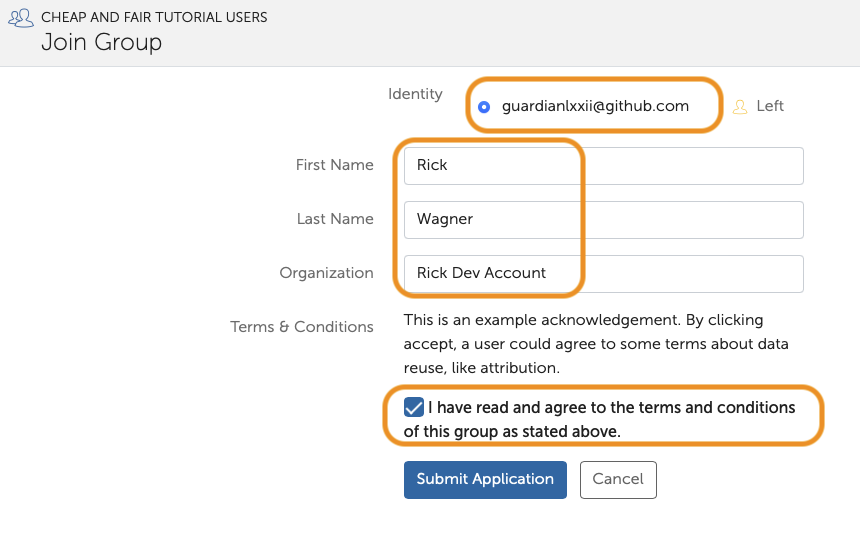 CHEAP AND FAIR TUTORIAL USERS
Join Group
Identity
guardianlxxii@github.com
Left
First Name
Rick
Last Name
Wagner
Organization
Rick Dev Account
Terms & Conditions
This is an example acknowledgement. By clicking
accept, a user could agree to some terms about data
reuse, like attribution.
I have read and agree to the terms and conditions
of this group as stated above.
Submit Application
Cancel